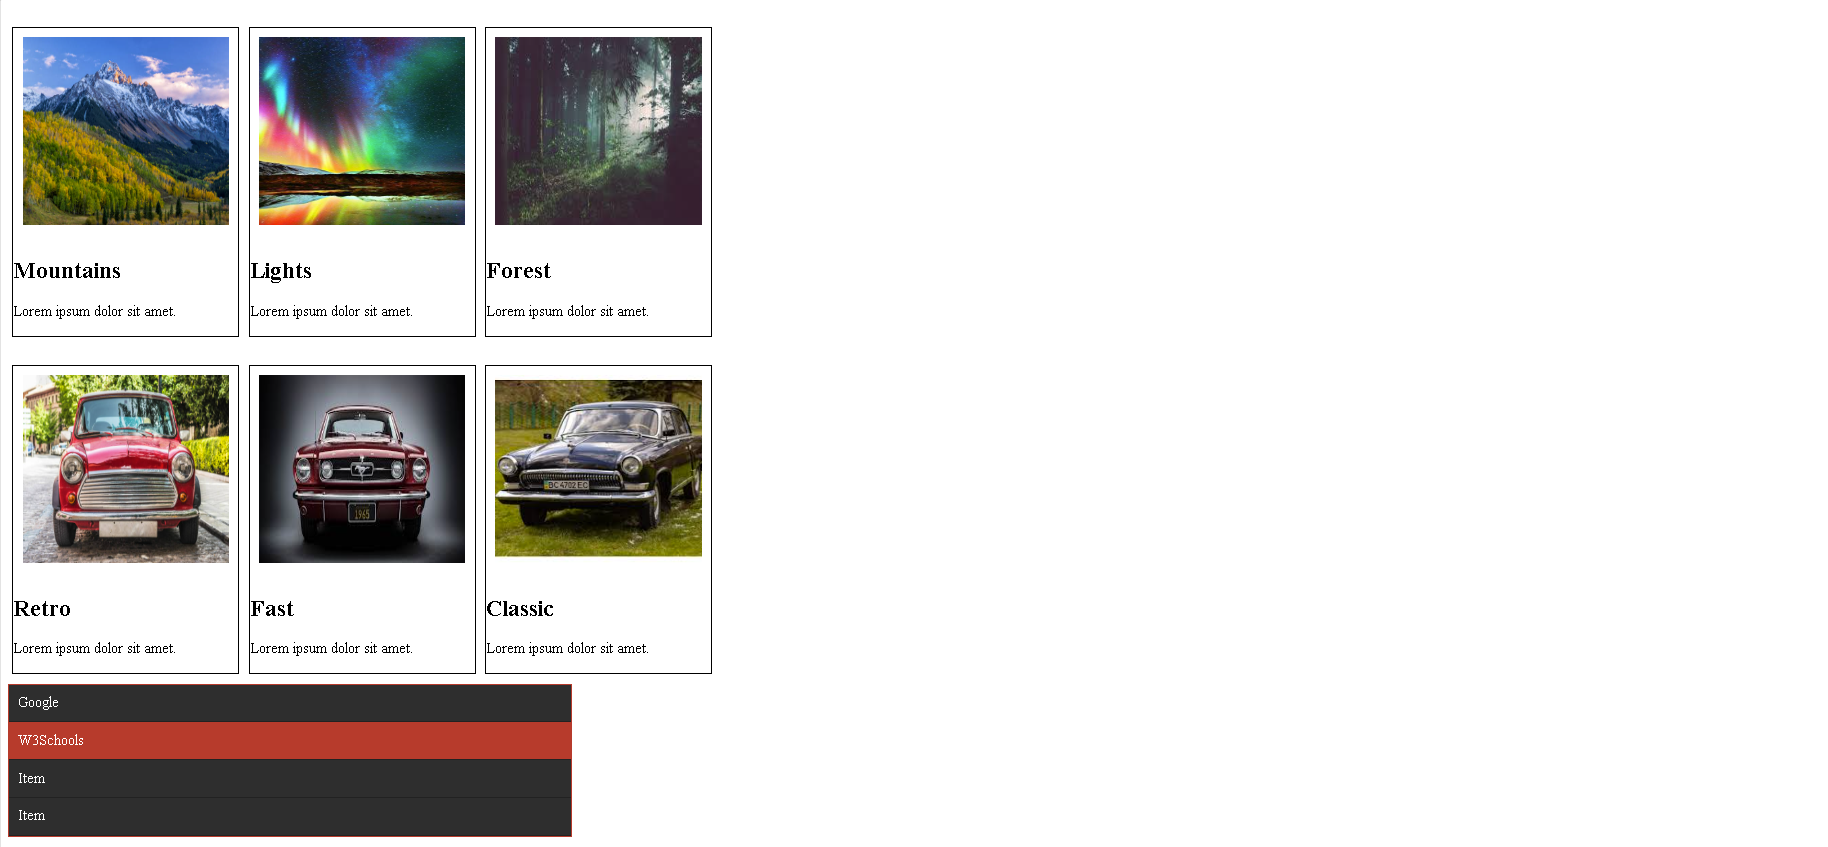 Mountains
Lorem ipsum dolor sit amet.
Lights
Lorem ipsum dolor sit amet.
Forest
Lorem ipsum dolor sit amet.
1965
BC 4702 EC
Retro
Lorem ipsum dolor sit amet.
Fast
Lorem ipsum dolor sit amet.
Classic
Lorem ipsum dolor sit amet.
Google
W3Schools
Item
Item